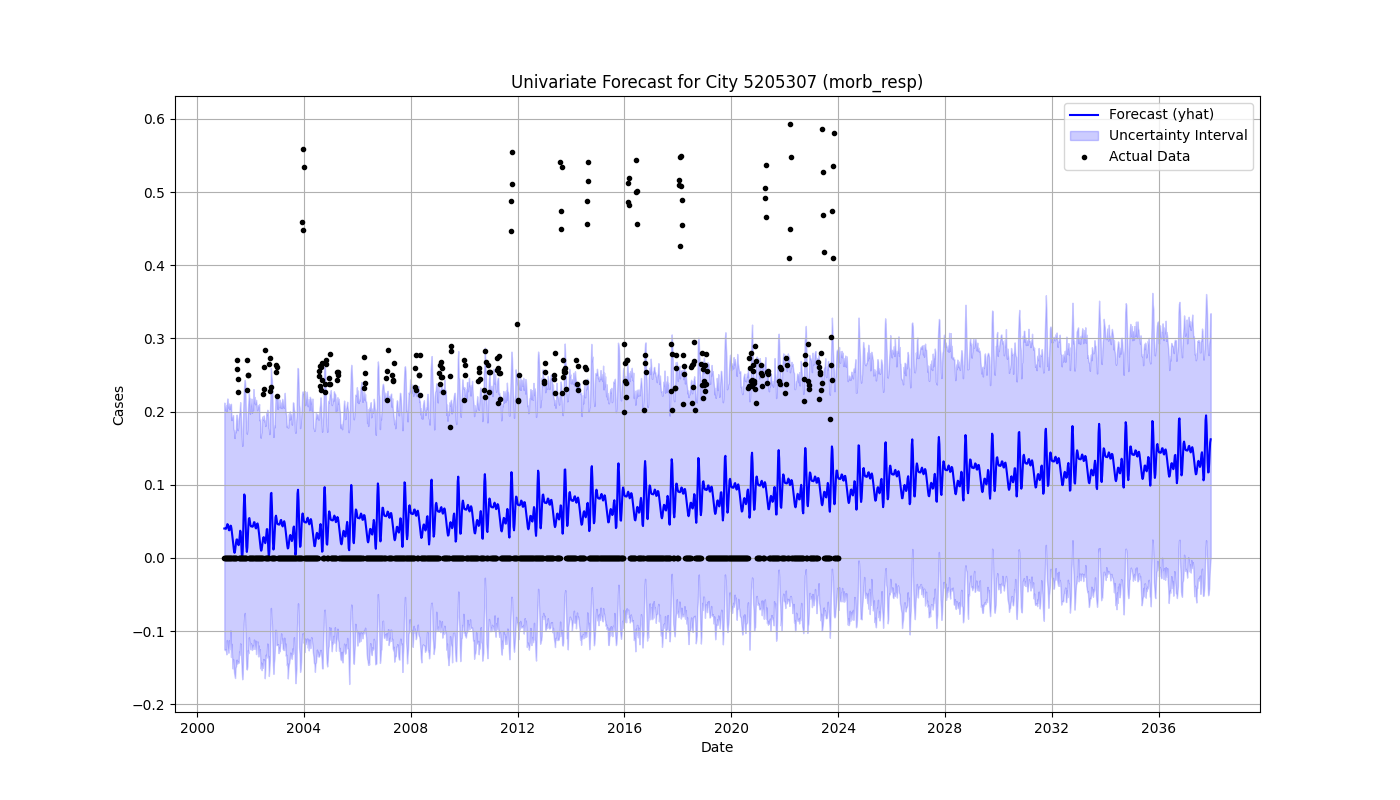 Univariate Forecast for City 5205307 (morb_resp)
Forecast (yhat)
Uncertainty Interval
Actual Data
Cases
0.6
0.5
0.4
0.3
0.2
0.1
0.0
−0.1
−0.2
2000 2004 2008 2012 2016 2020 2024 2028 2032 2036
Date